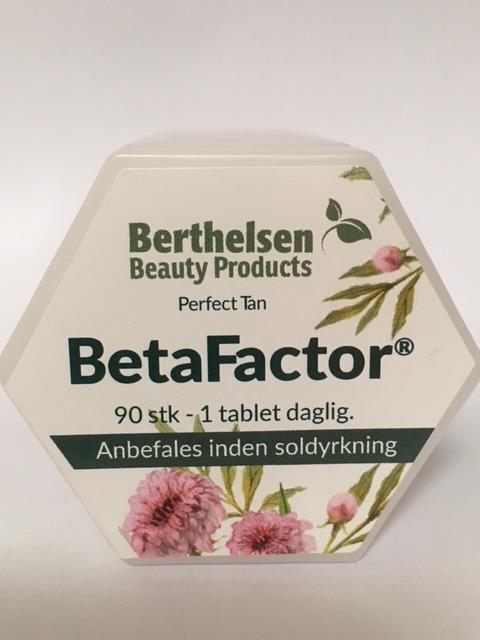 Berthelsen
Beauty Products
Perfect Tan
BetaFactor®
90 stk - 1 tablet daglig.
Anbefales inden soldyrkning